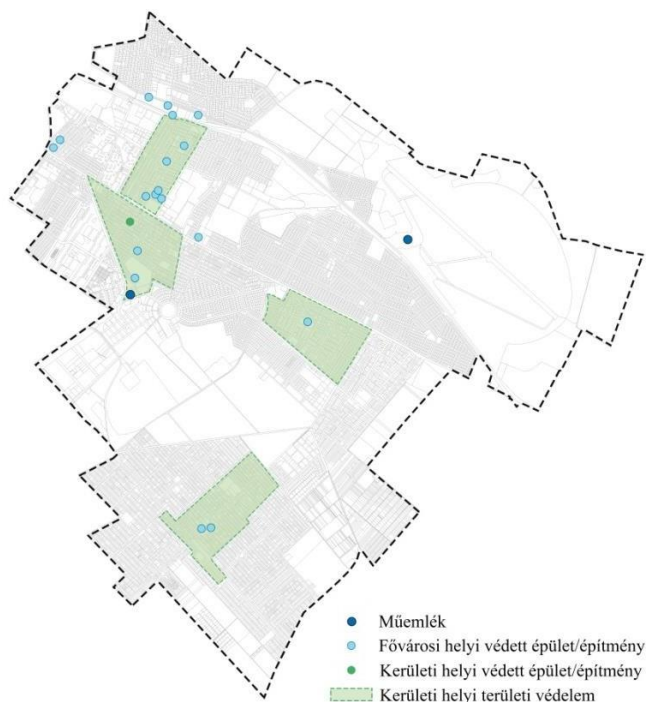 Műemlék
Fővárosi helyi védett épület/építmény
Kerületi helyi védett épület/építmény
Kerületi helyi területi védelem